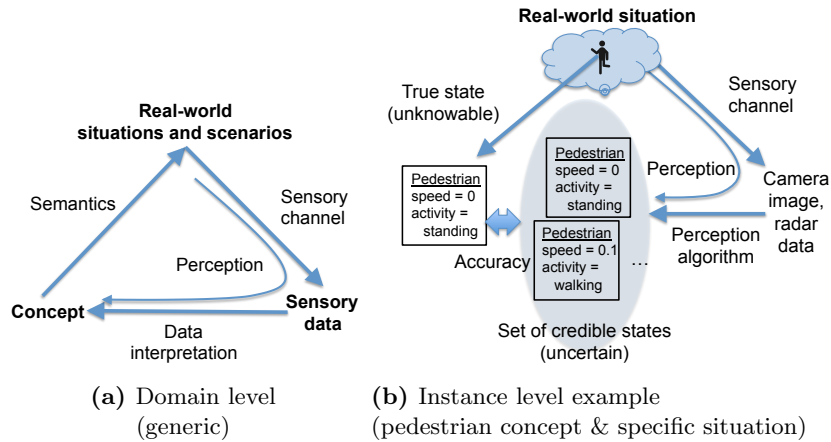 Real-world
situations and scenarios
Semantics
Sensory
channel
Perception
Concept
Sensory
data
Data
interpretation
(a) Domain level
(generic)
Real-world situation
True state
(unknowable)
Sensory
channel
Pedestrian
speed = 0
activity =
standing
Pedestrian
speed = 0
activity =
standing
Perception
Camera
image,
radar
data
Pedestrian
speed = 0.1
activity =
walking
...
Accuracy
Perception
algorithm
Set of credible states
(uncertain)
(b) Instance level example
(pedestrian concept & specific situation)